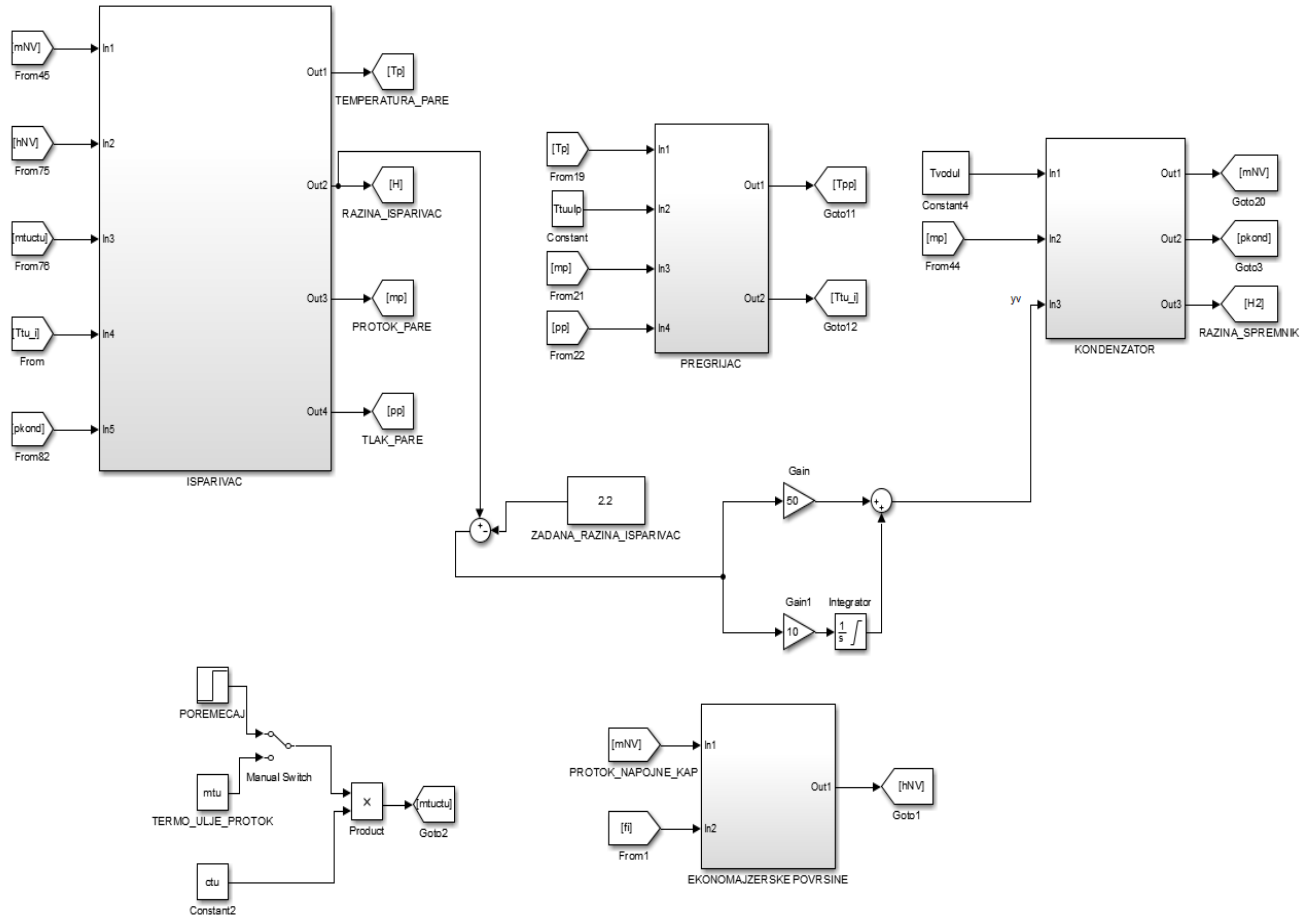 [mNV]
From45
[hNV]
From75
[mtuctu]
From76
[Ttu_i]
From
[pkond]
From82
In1
In2
In3
In4
In5
Out1
Out2
Out3
Out4
ISPARIVAC
[Tp]
TEMPERATURA_PARE
[H]
RAZINA_ISPARIVAC
[mp]
PROTOK_PARE
[pp]
TLAK_PARE
[Tp]
From19
Ttuulp
Constant
[mp]
From21
[pp]
From22
In1
In2
In3
In4
Out1
Out2
PREGRIJAC
[Tpp]
Goto11
[Ttu_i]
Goto12
Tvodul
Constant4
[mp]
From44
yv
In1
In2
In3
Out1
Out2
Out3
KONDENZATOR
[mNV]
Goto20
[pkond]
Goto3
[H2]
RAZINA_SPREMNIK
+
-
2.2
ZADANA_RAZINA_ISPARIVAC
Gain
50
+
+
Gain1
10
Integrator
1
s
POREMECAJ
Manual Switch
mtu
TERMO_ULJE_PROTOK
×
Product
[mtuctu]
Goto2
ctu
Constant2
[mNV]
PROTOK_NAPOJNE_KAP
[fi]
From1
In1
In2
Out1
EKONOMAJZERSKE POVRSINE
[hNV]
Goto1